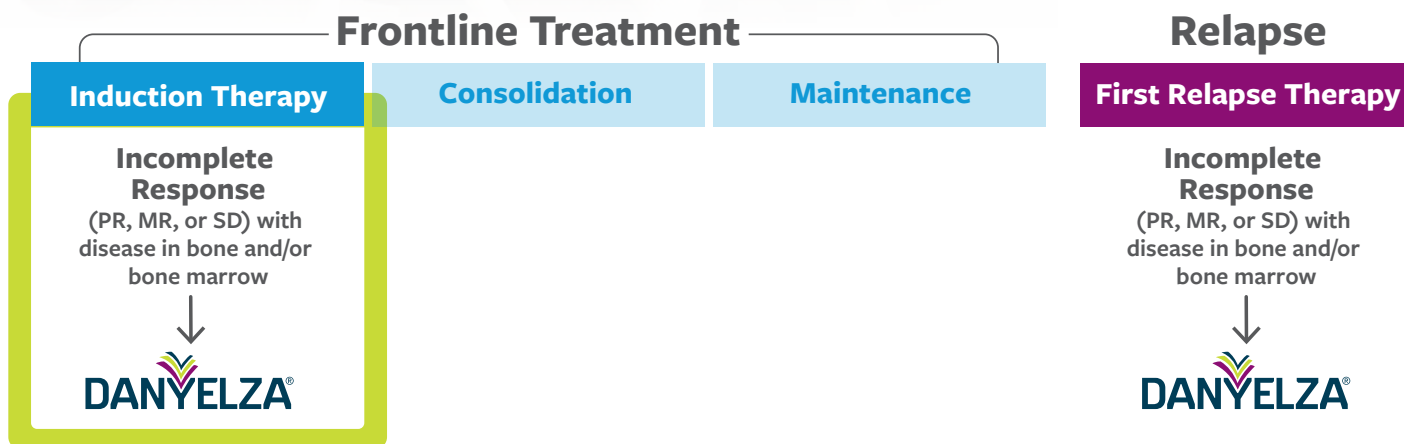 Frontline Treatment
Relapse
Induction Therapy
Consolidation
Maintenance
First Relapse Therapy
Incomplete
Response
(PR, MR, or SD) with
disease in bone and/or
bone marrow
DANYELZA®
Incomplete
Response
(PR, MR, or SD) with
disease in bone and/or
bone marrow
DANYELZA®